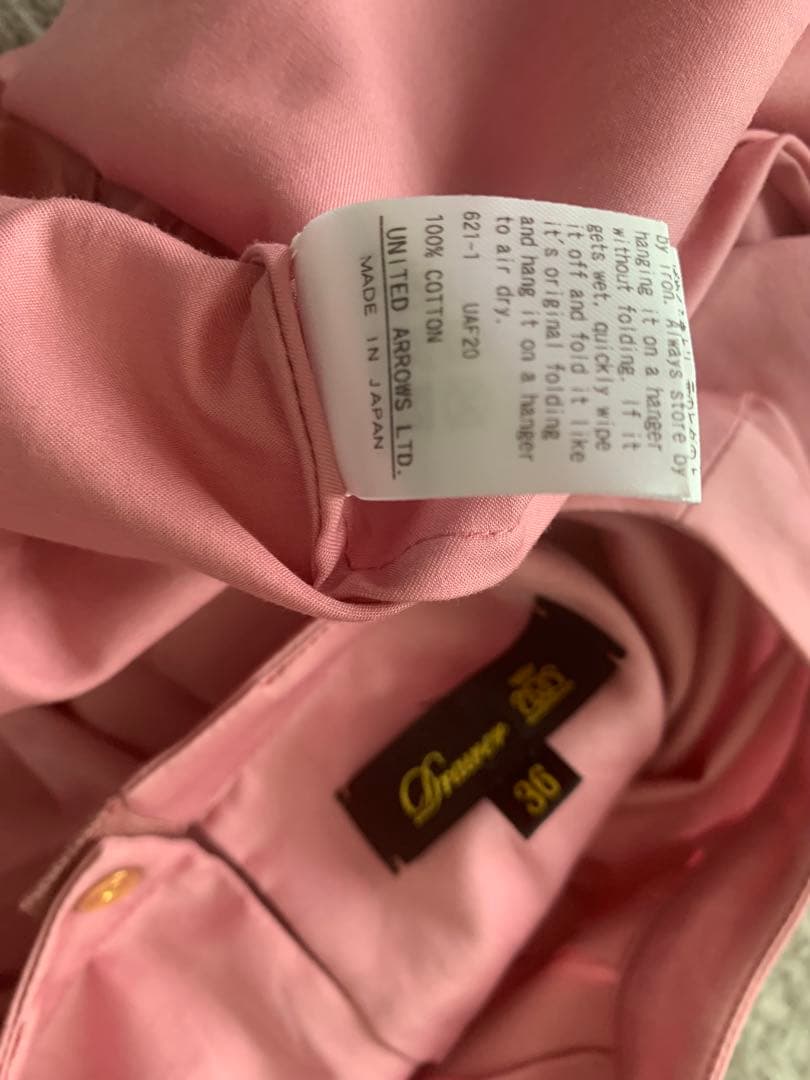 by iron. Always store by
hanging it on a hanger
without folding. If it
gets wet, quickly wipe
it off and fold it like
it's original folding
and hang it on a hanger
to air dry.
621-1 UAF20
100% COTTON
UNITED ARROWS LTD.
MADE IN JAPAN
Drawer
36